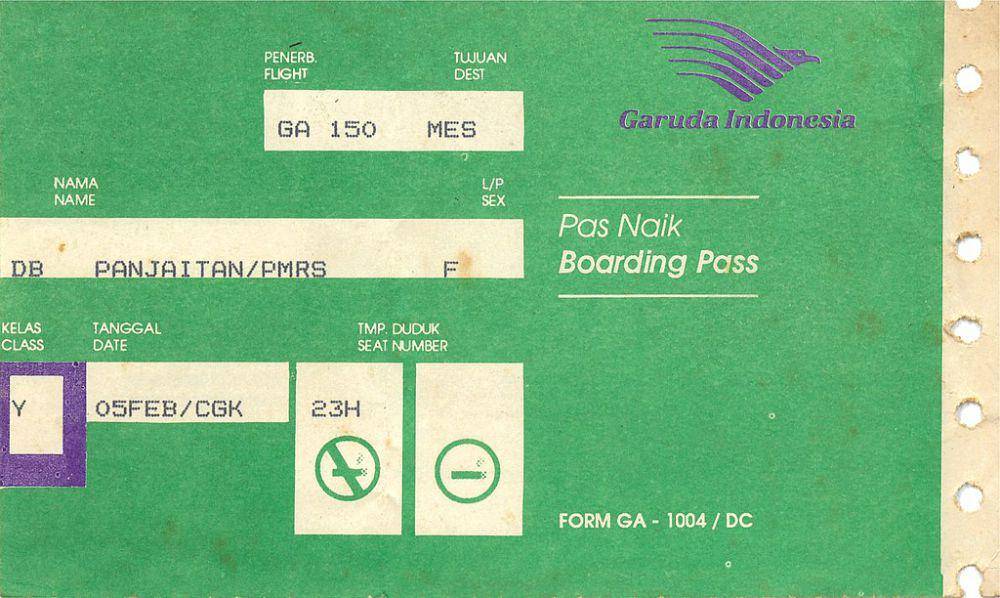 PENERB. TUJUAN
FLIGHT DEST
GA 150 MES
Garuda Indonesia
NAMA L/P
NAME SEX
DB PANJAITAN/PMRS F
Pas Naik
Boarding Pass
KELAS TANGGAL TMP. DUDUK
CLASS DATE SEAT NUMBER
Y 05FEB/CGK 23H
FORM GA - 1004 / DC